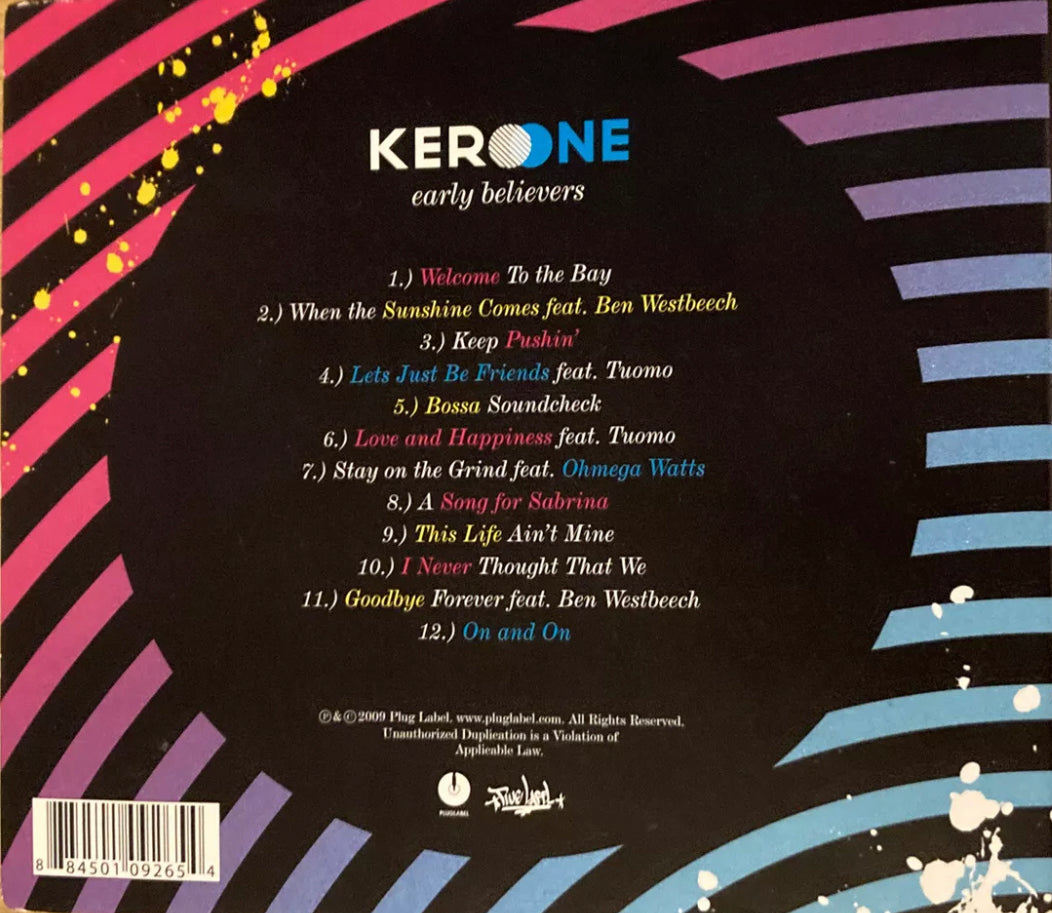 KERO ONE
early believers
1.) Welcome To the Bay
2.) When the Sunshine Comes feat. Ben Westbeech
3.) Keep Pushin'
4.) Lets Just Be Friends feat. Tuomo
5.) Bossa Soundcheck
6.) Love and Happiness feat. Tuomo
7.) Stay on the Grind feat. Ohmega Watts
8.) A Song for Sabrina
9.) This Life Ain't Mine
10.) I Never Thought That We
11.) Goodbye Forever feat. Ben Westbeech
12.) On and On
℗&©2009 Plug Label, www.pluglabel.com. All Rights Reserved.
Unauthorized Duplication is a Violation of
Applicable Law.
PLUGLABEL
8 84501 09265 4